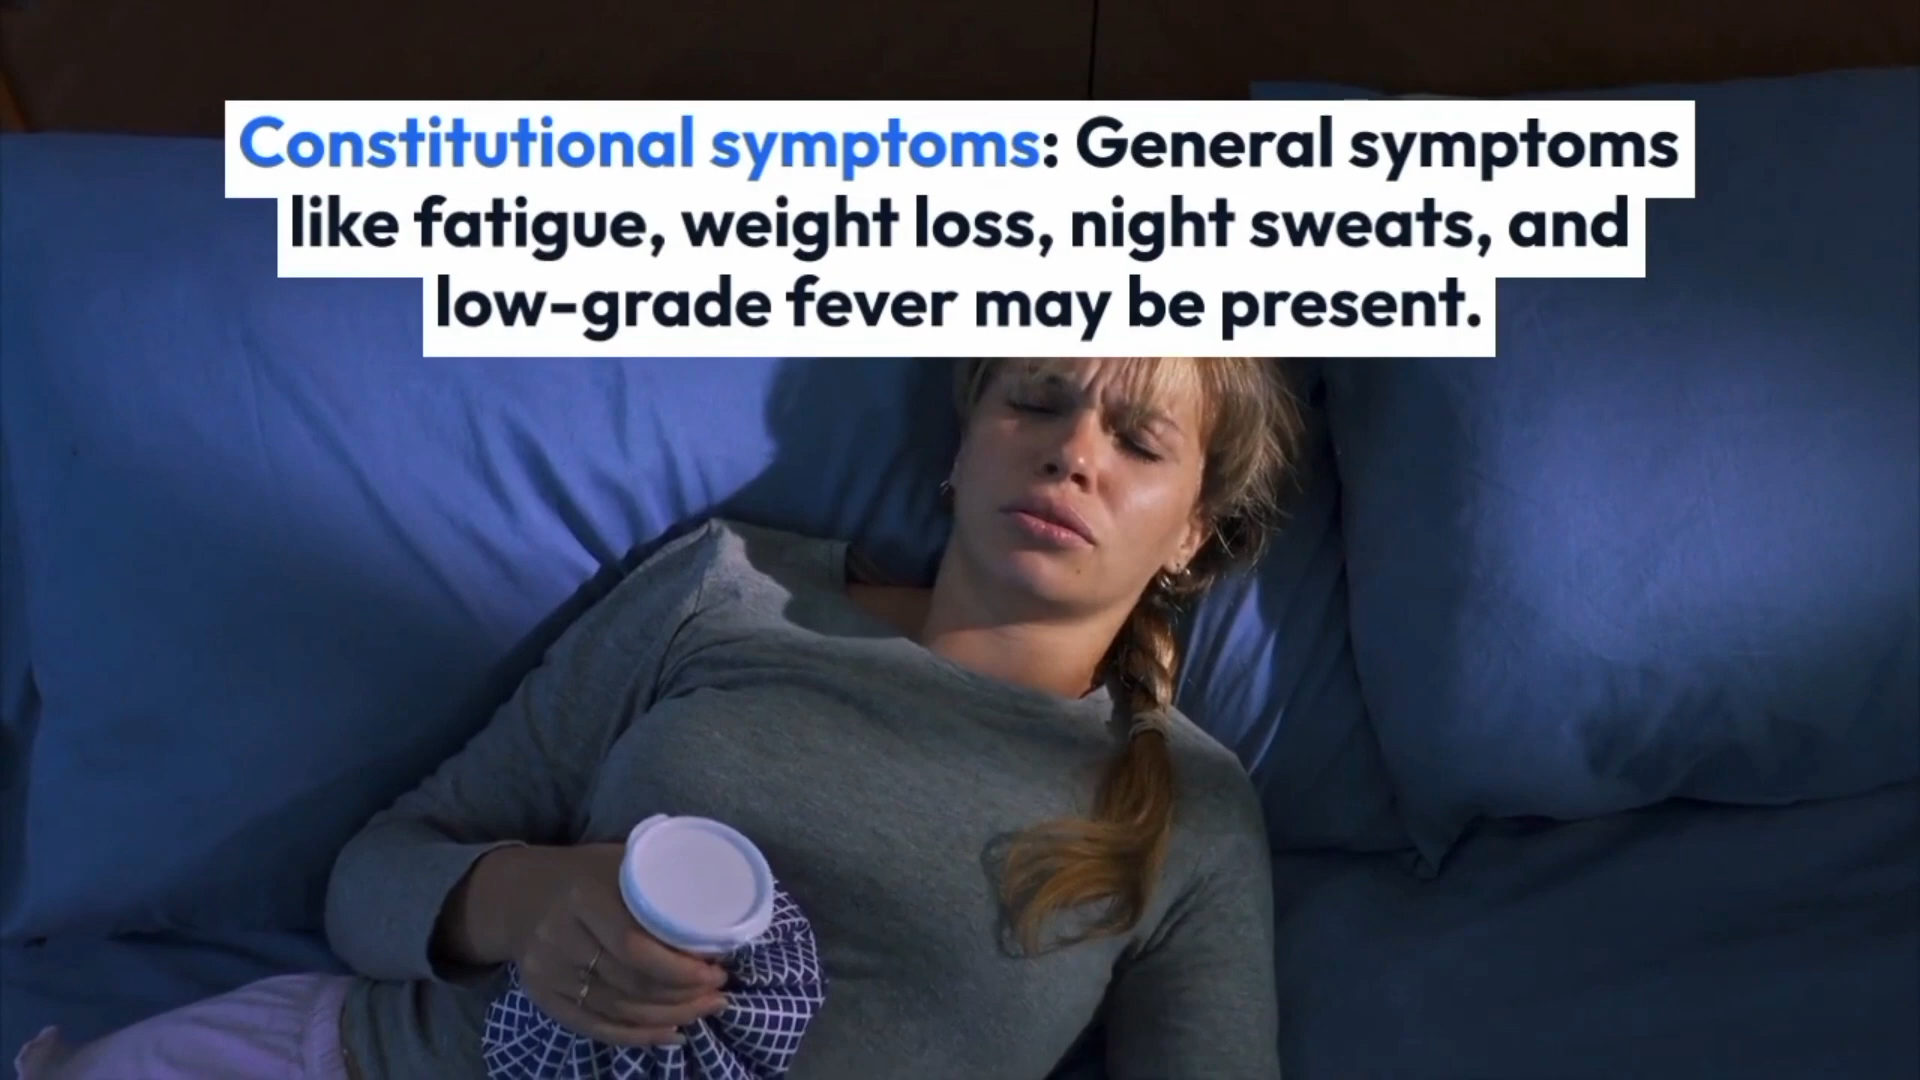 Constitutional symptoms: General symptoms
like fatigue, weight loss, night sweats, and
low-grade fever may be present.